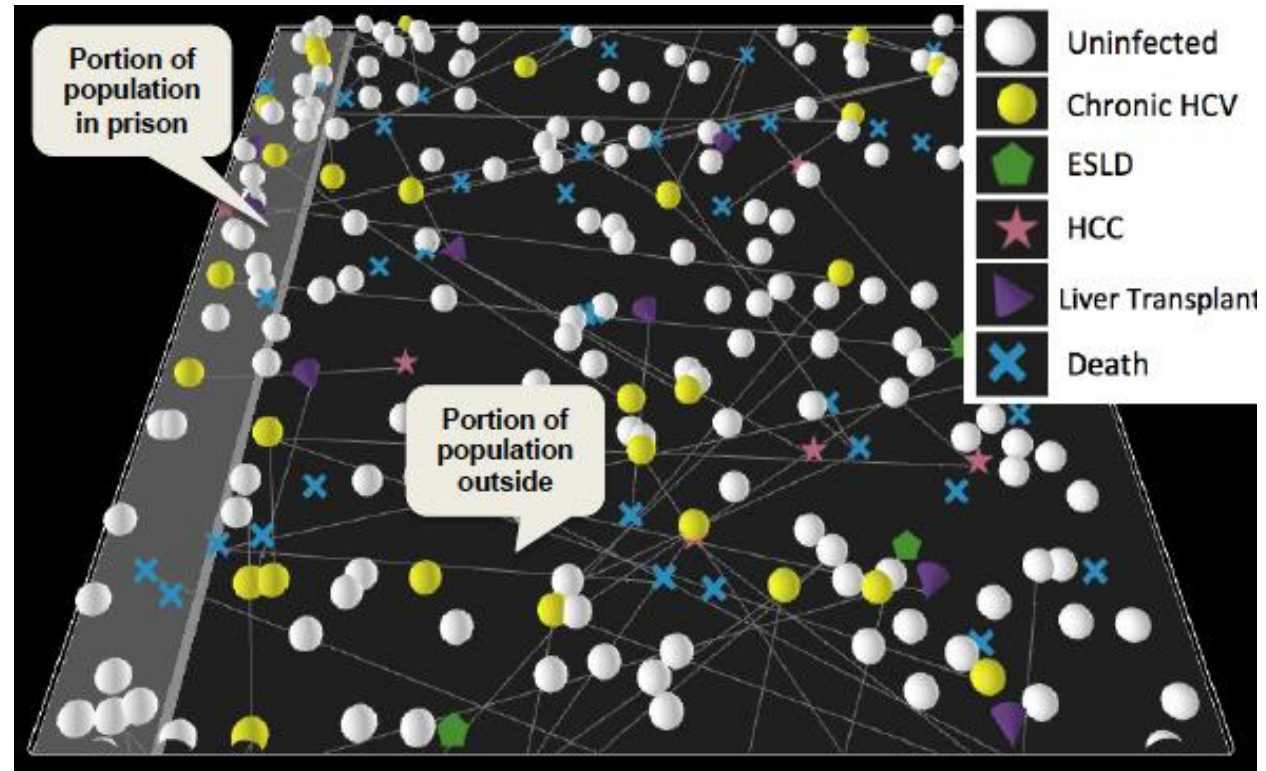 Portion of
population
in prison
Portion of
population
outside
Uninfected
Chronic HCV
ESLD
HCC
Liver Transplant
Death